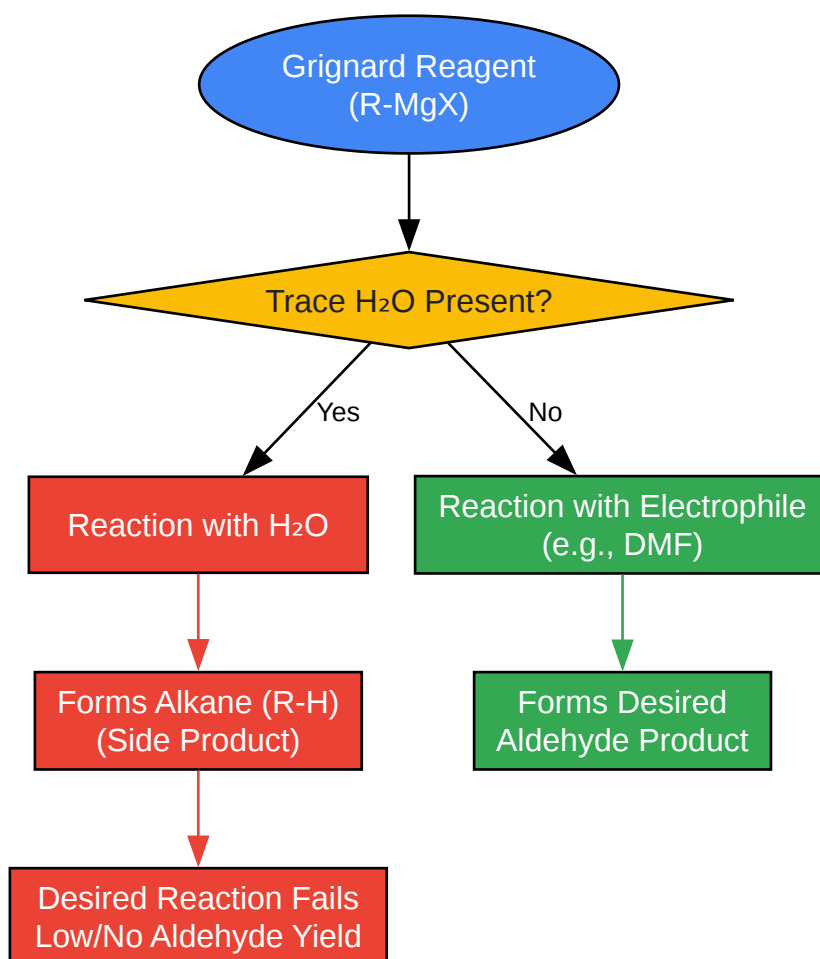 Grignard Reagent
(R-MgX)
Trace H₂O Present?
Yes
No
Reaction with H₂O
Reaction with Electrophile
(e.g., DMF)
Forms Alkane (R-H)
(Side Product)
Forms Desired
Aldehyde Product
Desired Reaction Fails
Low/No Aldehyde Yield